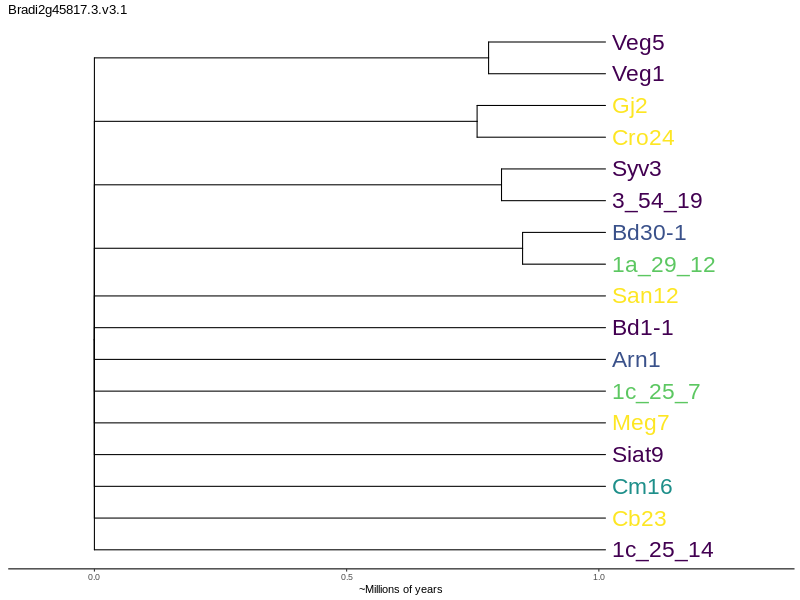 Bradi2g45817.3.v3.1
Veg5
Veg1
Gj2
Cro24
Syv3
3_54_19
Bd30-1
1a_29_12
San12
Bd1-1
Arn1
1c_25_7
Meg7
Siat9
Cm16
Cb23
1c_25_14
0.0 0.5 1.0
~Millions of years